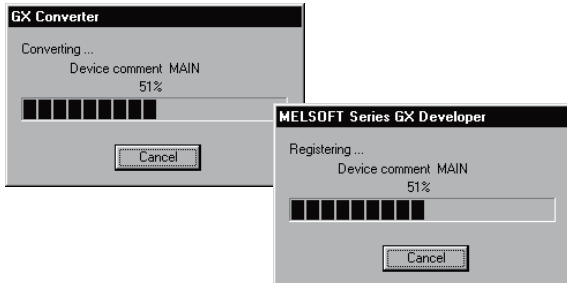 GX Converter
Converting ...
Device comment MAIN
51%
Cancel
MELSOFT Series GX Developer
Registering ...
Device comment MAIN
51%
Cancel